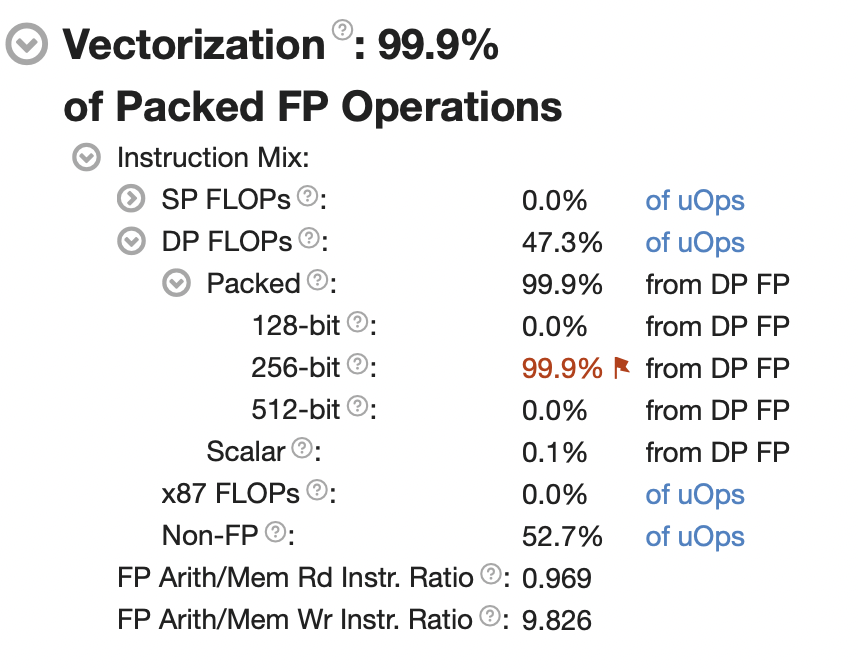 Vectorization ?: 99.9%
of Packed FP Operations
Instruction Mix:
SP FLOPs ?: 0.0% of uOps
DP FLOPs ?: 47.3% of uOps
Packed ?: 99.9% from DP FP
128-bit ?: 0.0% from DP FP
256-bit ?: 99.9% from DP FP
512-bit ?: 0.0% from DP FP
Scalar ?: 0.1% from DP FP
x87 FLOPs ?: 0.0% of uOps
Non-FP ?: 52.7% of uOps
FP Arith/Mem Rd Instr. Ratio ?: 0.969
FP Arith/Mem Wr Instr. Ratio ?: 9.826